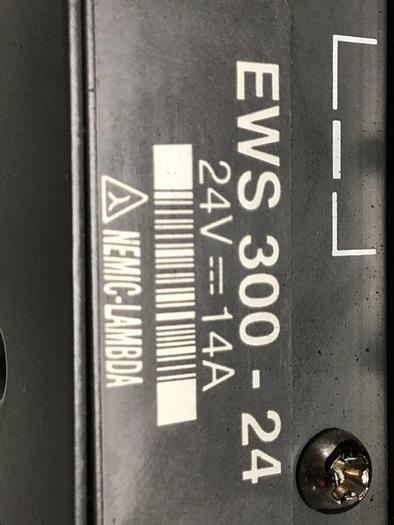 EWS 300 - 24
24V ⎓ 14A
NEMIC-LAMBDA